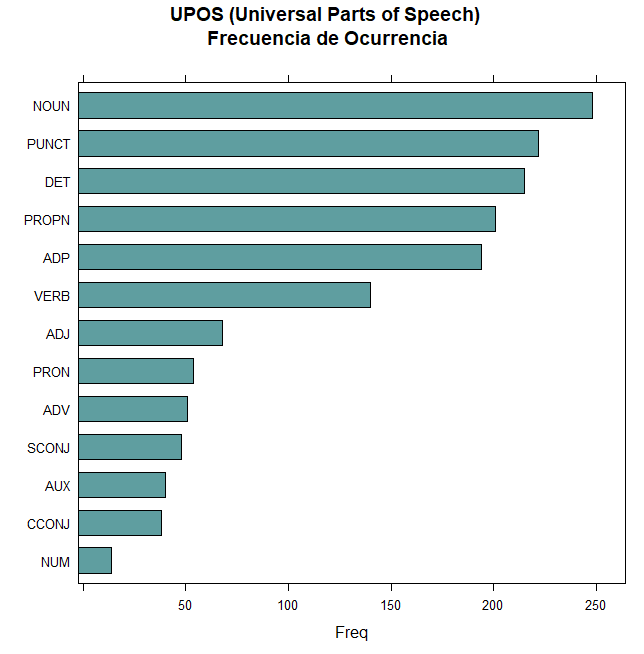 UPOS (Universal Parts of Speech)
Frecuencia de Ocurrencia
NOUN
PUNCT
DET
PROPN
ADP
VERB
ADJ
PRON
ADV
SCONJ
AUX
CCONJ
NUM
50 100 150 200 250
Freq